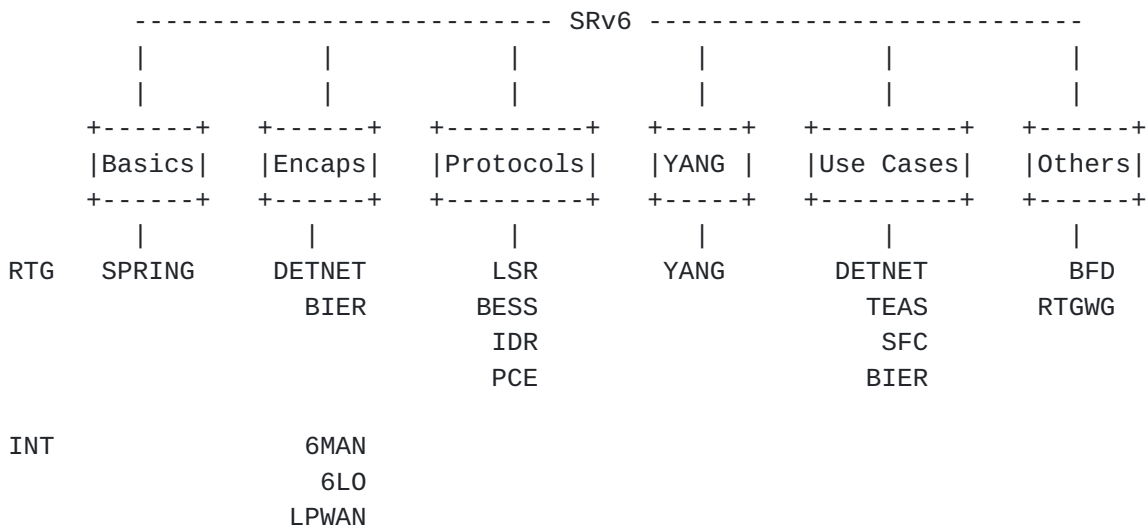 --------------------------- SRv6 ----------------------------
|           |           |           |           |           |
|           |           |           |           |           |
+------+   +------+   +---------+   +-----+   +---------+   +------+
|Basics|   |Encaps|   |Protocols|   |YANG |   |Use Cases|   |Others|
+------+   +------+   +---------+   +-----+   +---------+   +------+
|          |            |           |           |           |
RTG   SPRING     DETNET        LSR         YANG       DETNET         BFD
BIER       BESS                     TEAS       RTGWG
IDR                      SFC
PCE                     BIER
INT                6MAN
6LO
LPWAN